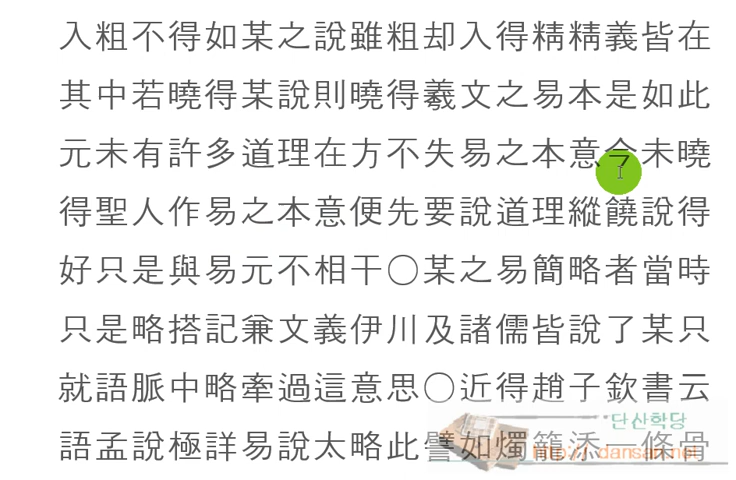 入粗不得如某之說雖粗却入得精精義皆在
其中若曉得某說則曉得羲文之易本是如此
元未有許多道理在方不失易之本意今未曉
得聖人作易之本意便先要說道理縱饒說得
好只是與易元不相干〇某之易簡略者當時
只是略搭記兼文義伊川及諸儒皆說了某只
就語脈中略牽過這意思〇近得趙子欽書云
語孟說極詳易說太略此譬如燭籠添一條骨
단산학당
http://dansan.net